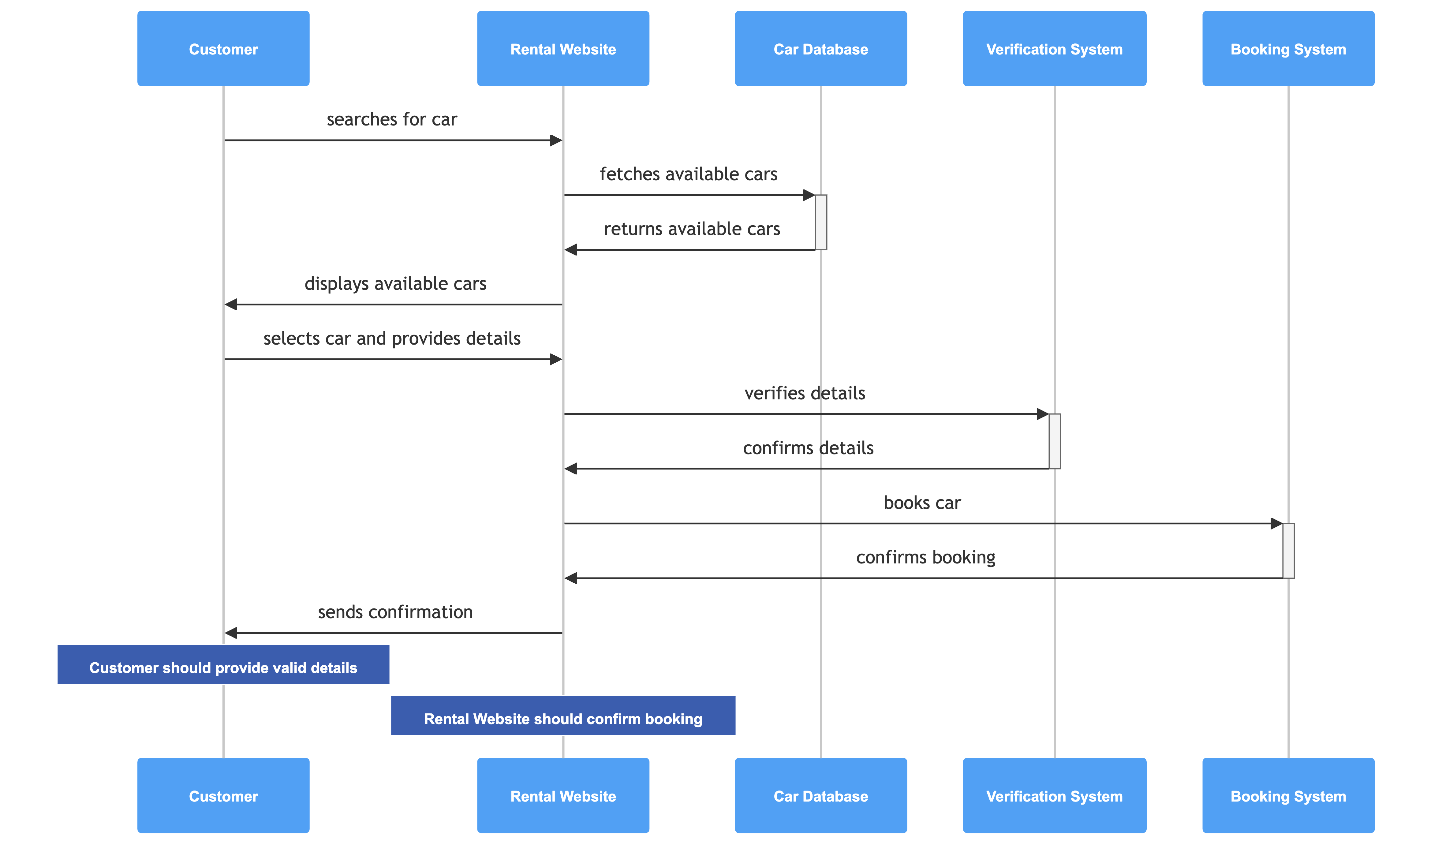 Customer
Rental Website
Car Database
Verification System
Booking System
searches for car
fetches available cars
returns available cars
displays available cars
selects car and provides details
verifies details
confirms details
books car
confirms booking
sends confirmation
Customer should provide valid details
Rental Website should confirm booking
Customer
Rental Website
Car Database
Verification System
Booking System